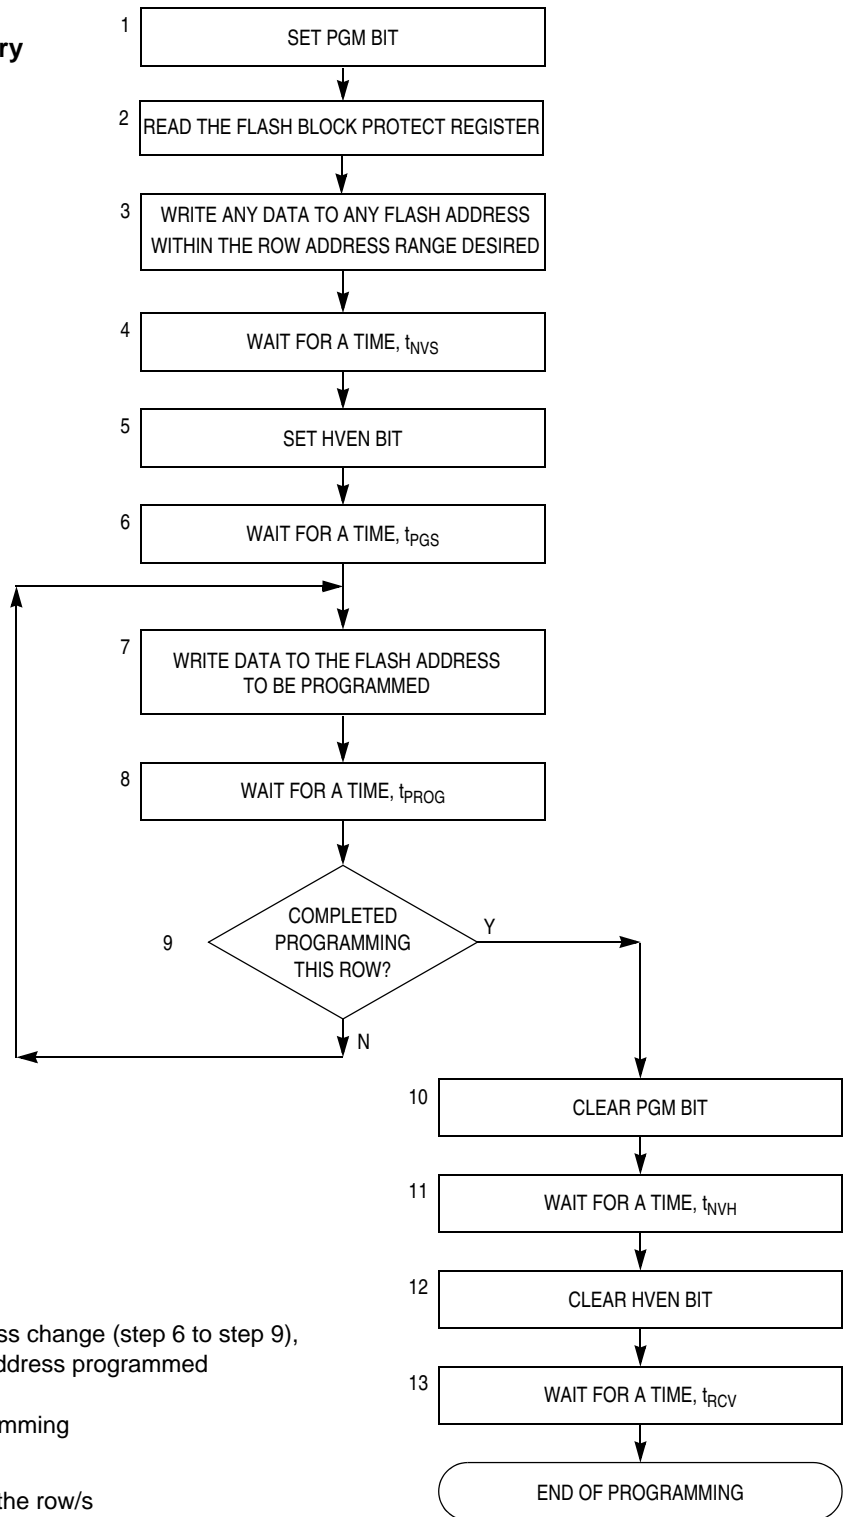 1
SET PGM BIT
ry
2
READ THE FLASH BLOCK PROTECT REGISTER
3
WRITE ANY DATA TO ANY FLASH ADDRESS
WITHIN THE ROW ADDRESS RANGE DESIRED
4
WAIT FOR A TIME, tNVS
5
SET HVEN BIT
6
WAIT FOR A TIME, tPGS
7
WRITE DATA TO THE FLASH ADDRESS
TO BE PROGRAMMED
8
WAIT FOR A TIME, tPROG
9
COMPLETED
PROGRAMMING
THIS ROW?
Y
N
10
CLEAR PGM BIT
11
WAIT FOR A TIME, tNVH
12
CLEAR HVEN BIT
13
WAIT FOR A TIME, tRCV
END OF PROGRAMMING
ss change (step 6 to step 9),
ddress programmed
mming
the row/s